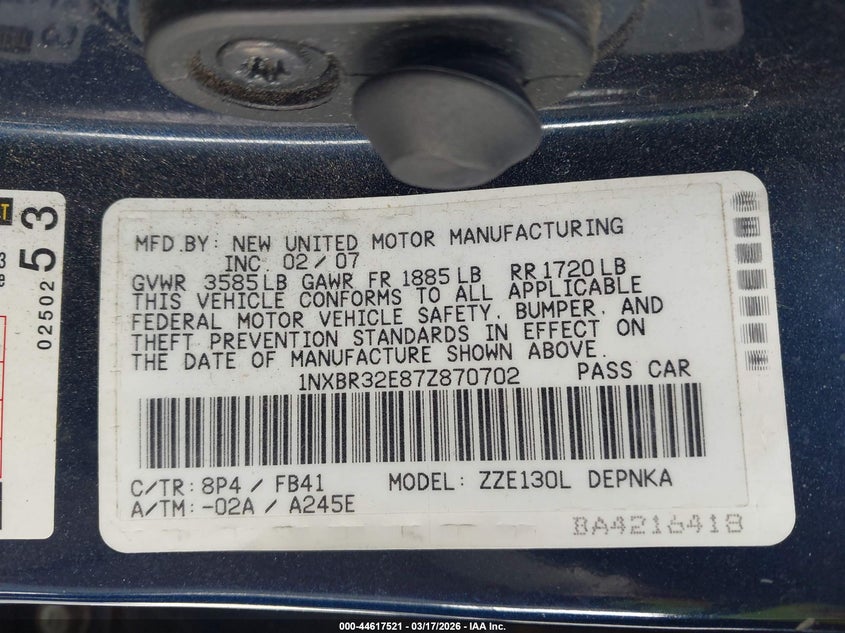 MFD.BY: NEW UNITED MOTOR MANUFACTURING
INC 02/07
GVWR 3585LB GAWR FR 1885LB RR1720LB
THIS VEHICLE CONFORMS TO ALL APPLICABLE
FEDERAL MOTOR VEHICLE SAFETY, BUMPER, AND
THEFT PREVENTION STANDARDS IN EFFECT ON
THE DATE OF MANUFACTURE SHOWN ABOVE.
1NXBR32E87Z870702 PASS CAR
C/TR: 8P4 / FB41 MODEL: ZZE130L DEPNKA
A/TM: -02A / A245E
BA4216418
02502 53
000-44617521 - 03/17/2026 - IAA Inc.